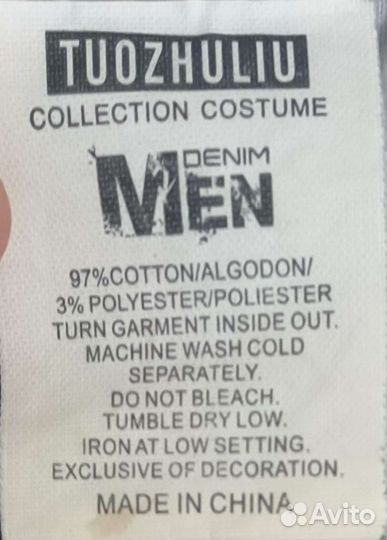 TUOZHULIU
COLLECTION COSTUME
DENIM
MEN
97%COTTON/ALGODON/
3% POLYESTER/POLIESTER
TURN GARMENT INSIDE OUT.
MACHINE WASH COLD
SEPARATELY.
DO NOT BLEACH.
TUMBLE DRY LOW.
IRON AT LOW SETTING.
EXCLUSIVE OF DECORATION.
MADE IN CHINA
Avito